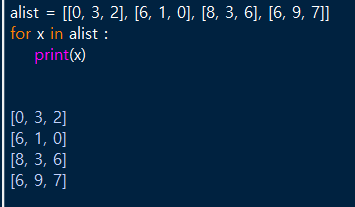 alist = [[0, 3, 2], [6, 1, 0], [8, 3, 6], [6, 9, 7]]
for x in alist :
    print(x)
[0, 3, 2]
[6, 1, 0]
[8, 3, 6]
[6, 9, 7]